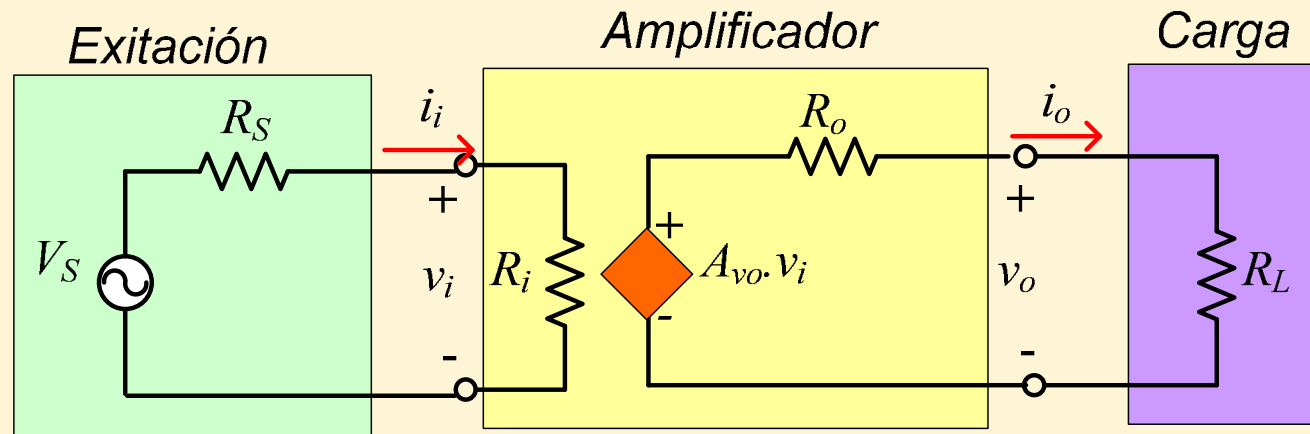 Exitación
Amplificador
Carga
R_S
i_i
R_o
i_o
+
+
+
V_S
v_i
R_i
A_vo.v_i
v_o
R_L
-
-
-